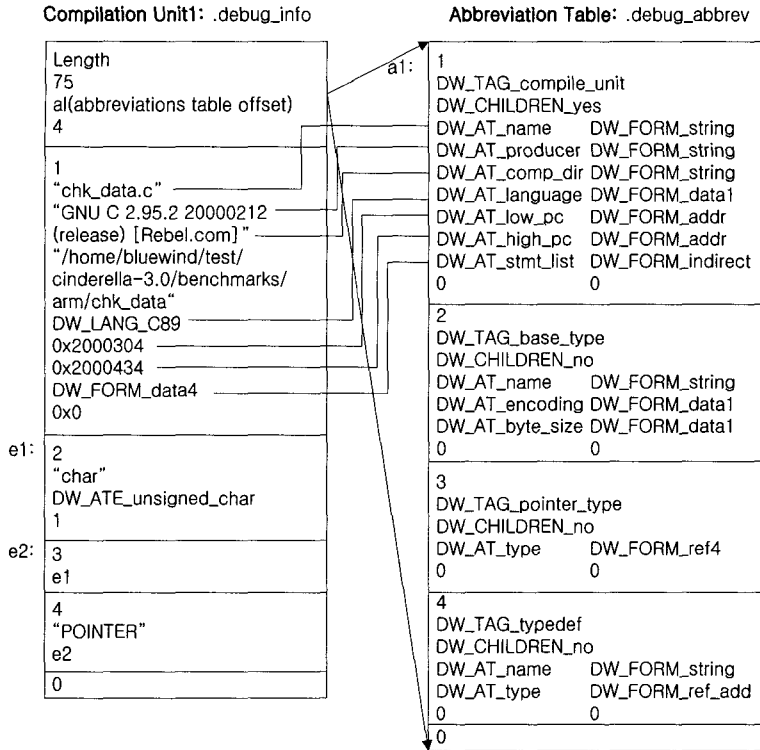 Compilation Unit1: .debug_info
Length
75
al(abbreviations table offset)
4
1
"chk_data.c"
"GNU C 2.95.2 20000212
(release) [Rebel.com]"
"/home/bluewind/test/
cinderella-3.0/benchmarks/
arm/chk_data"
DW_LANG_C89
0x2000304
0x2000434
DW_FORM_data4
0x0
e1:
2
"char"
DW_ATE_unsigned_char
1
e2:
3
e1
4
"POINTER"
e2
0
Abbreviation Table: .debug_abbrev
a1:
1
DW_TAG_compile_unit
DW_CHILDREN_yes
DW_AT_name DW_FORM_string
DW_AT_producer DW_FORM_string
DW_AT_comp_dir DW_FORM_string
DW_AT_language DW_FORM_data1
DW_AT_low_pc DW_FORM_addr
DW_AT_high_pc DW_FORM_addr
DW_AT_stmt_list DW_FORM_indirect
0 0
2
DW_TAG_base_type
DW_CHILDREN_no
DW_AT_name DW_FORM_string
DW_AT_encoding DW_FORM_data1
DW_AT_byte_size DW_FORM_data1
0 0
3
DW_TAG_pointer_type
DW_CHILDREN_no
DW_AT_type DW_FORM_ref4
0 0
4
DW_TAG_typedef
DW_CHILDREN_no
DW_AT_name DW_FORM_string
DW_AT_type DW_FORM_ref_add
0 0
0